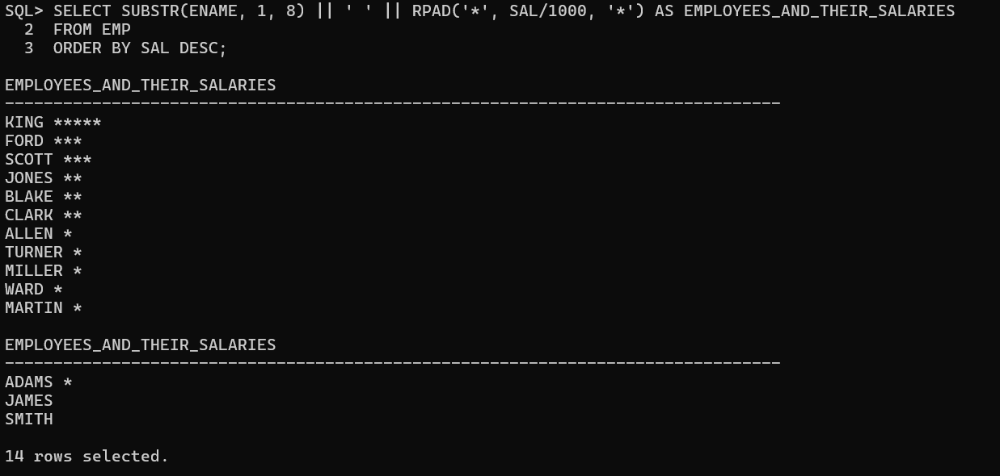 SQL> SELECT SUBSTR(ENAME, 1, 8) || ' ' || RPAD('*', SAL/1000, '*') AS EMPLOYEES_AND_THEIR_SALARIES
  2  FROM EMP
  3  ORDER BY SAL DESC;

EMPLOYEES_AND_THEIR_SALARIES
--------------------------------------------------------------------------------
KING *****
FORD ***
SCOTT ***
JONES **
BLAKE **
CLARK **
ALLEN *
TURNER *
MILLER *
WARD *
MARTIN *

EMPLOYEES_AND_THEIR_SALARIES
--------------------------------------------------------------------------------
ADAMS *
JAMES
SMITH

14 rows selected.